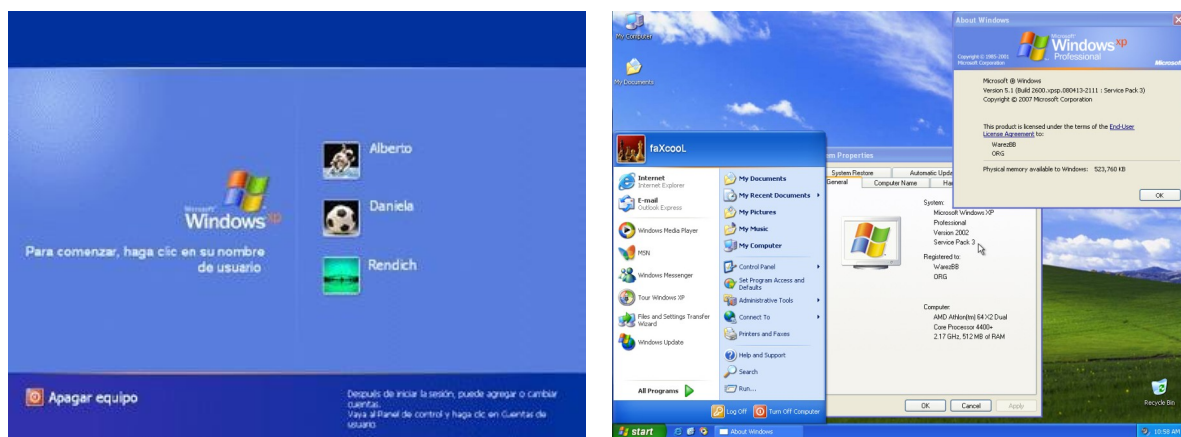 Alberto
Microsoft
Windows xp
Daniela
Para comenzar, haga clic en su nombre
de usuario
Rendich
Apagar equipo
Después de iniciar la sesión, puede agregar o cambiar
cuentas.
Vaya al Panel de control y haga clic en Cuentas de
usuario
My Computer
My Documents
About Windows
Copyright © 1985-2001
Microsoft Corporation
Microsoft
Windows xp
Professional
Microsoft
Microsoft ® Windows
Version 5.1 (Build 2600.xpsp.080413-2111 : Service Pack 3)
Copyright © 2007 Microsoft Corporation
This product is licensed under the terms of the End-User
License Agreement to:
WarezBB
ORG
Physical memory available to Windows: 523,760 KB
OK
faXcooL
Internet
Internet Explorer
E-mail
Outlook Express
Windows Media Player
MSN
Windows Messenger
Tour Windows XP
Files and Settings Transfer
Wizard
Windows Update
All Programs
My Documents
My Recent Documents
My Pictures
My Music
My Computer
Control Panel
Set Program Access and
Defaults
Administrative Tools
Connect To
Printers and Faxes
Help and Support
Search
Run...
Log Off
Turn Off Computer
em Properties
System Restore
Automatic Upda
General
Computer Name
Ha
System:
Microsoft Windows XP
Professional
Version 2002
Service Pack 3
Registered to:
WarezBB
ORG
Computer:
AMD Athlon(tm) 64 X2 Dual
Core Processor 4400+
2.17 GHz, 512 MB of RAM
OK
Cancel
Apply
Recycle Bin
start
About Windows
10:58 AM